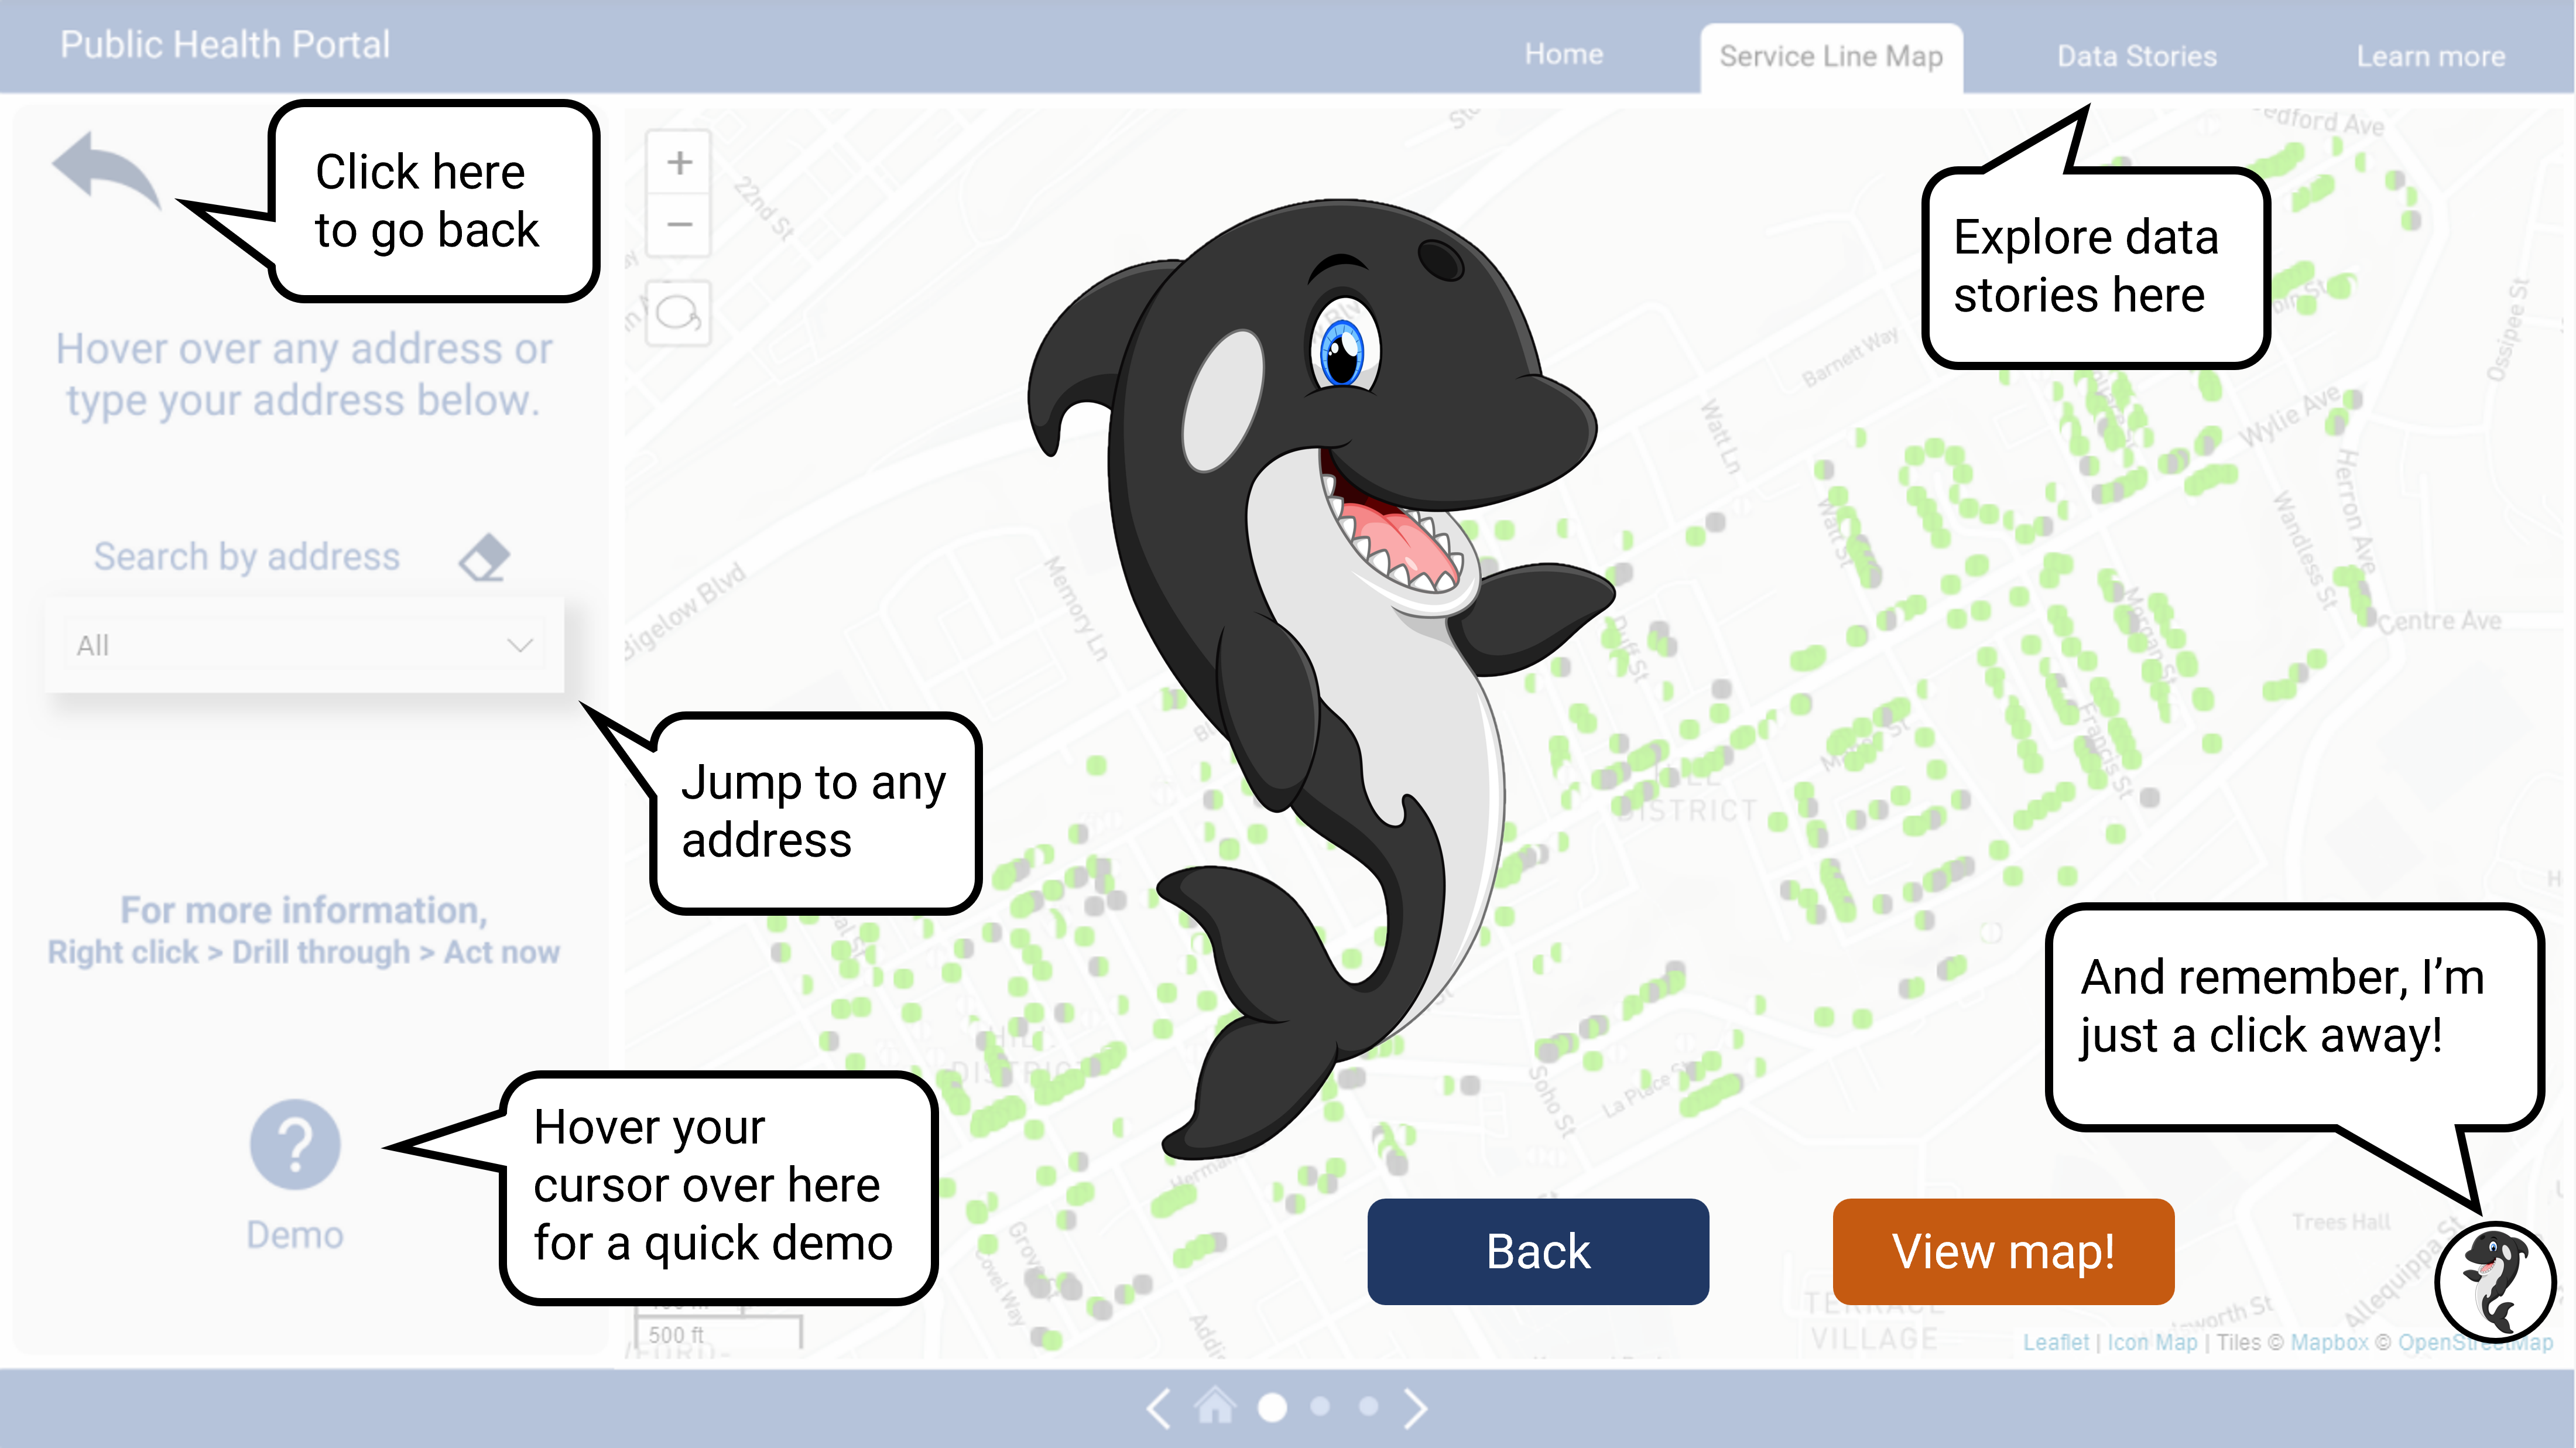 Public Health Portal
Home
Service Line Map
Data Stories
Learn more
Click here
to go back
Explore data
stories here
Hover over any address or
type your address below.
Search by address
All
Jump to any
address
For more information,
Right click > Drill through > Act now
Hover your
cursor over here
for a quick demo
?
Demo
And remember, I’m
just a click away!
Back
View map!
+
−
22nd St
Barnett Way
Watt Ln
Watt St
Wylie Ave
Herron Ave
Wandless St
Ossipee St
Centre Ave
Memory Ln
Bigelow Blvd
Duff St
Morgan St
Francis St
DISTRICT
HILL
DISTRICT
Soho St
La Place St
Covel Way
Trees Hall
Allequippa St
TERRACE
VILLAGE
500 ft
Leaflet | Icon Map | Tiles © Mapbox © OpenStreetMap